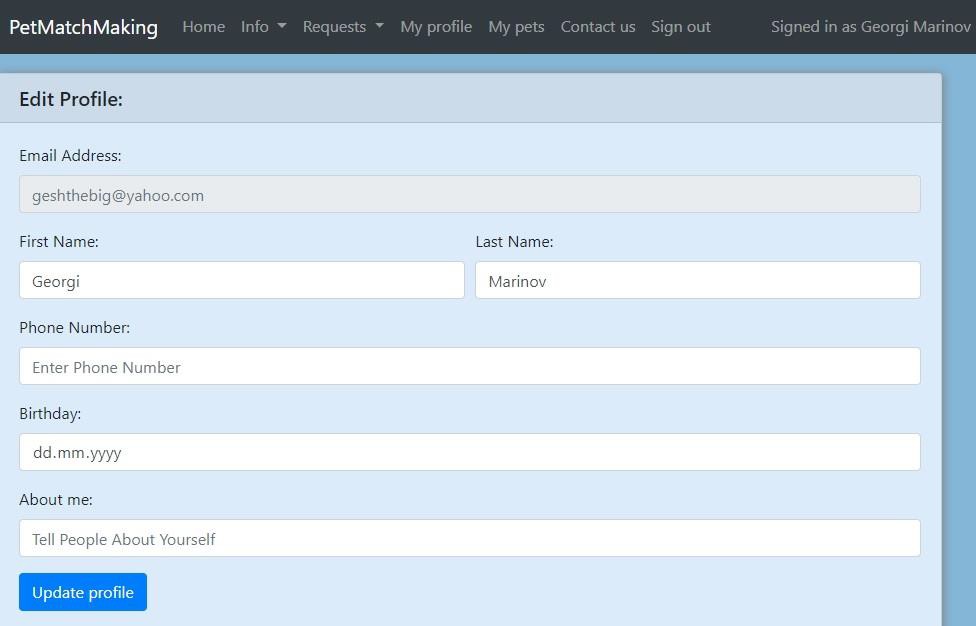 PetMatchMaking Home Info Requests My profile My pets Contact us Sign out Signed in as Georgi Marinov
Edit Profile:
Email Address:
geshthebig@yahoo.com
First Name: Last Name:
Georgi Marinov
Phone Number:
Enter Phone Number
Birthday:
dd.mm.yyyy
About me:
Tell People About Yourself
Update profile